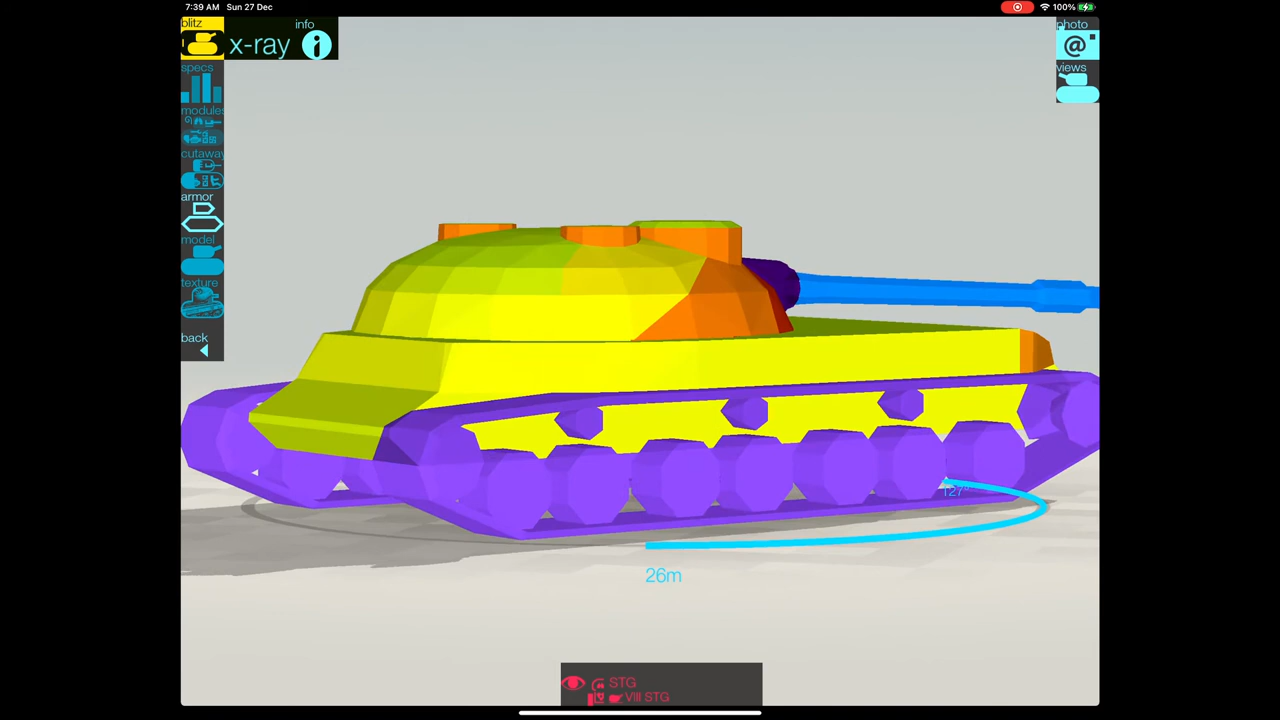 7:39 AM Sun 27 Dec
100%
blitz
info
x-ray
specs
modules
cutaway
armor
model
texture
back
photo
@
views
127°
26m
STG
VIII STG